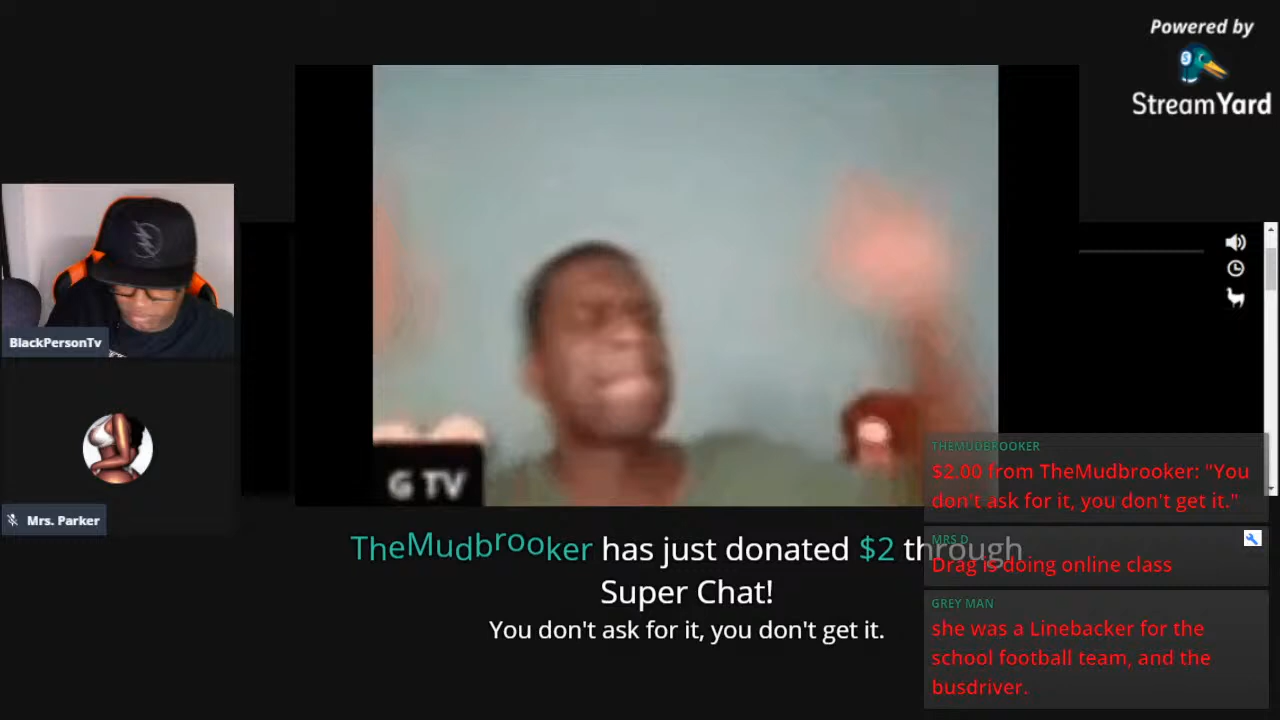 Powered by
StreamYard
BlackPersonTv
Mrs. Parker
G TV
TheMudbrooker has just donated $2 through
Super Chat!
You don't ask for it, you don't get it.
THEMUDBROOKER
$2.00 from TheMudbrooker: "You
don't ask for it, you don't get it."
MRS.D
Drag is doing online class
GREY MAN
she was a Linebacker for the
school football team, and the
busdriver.